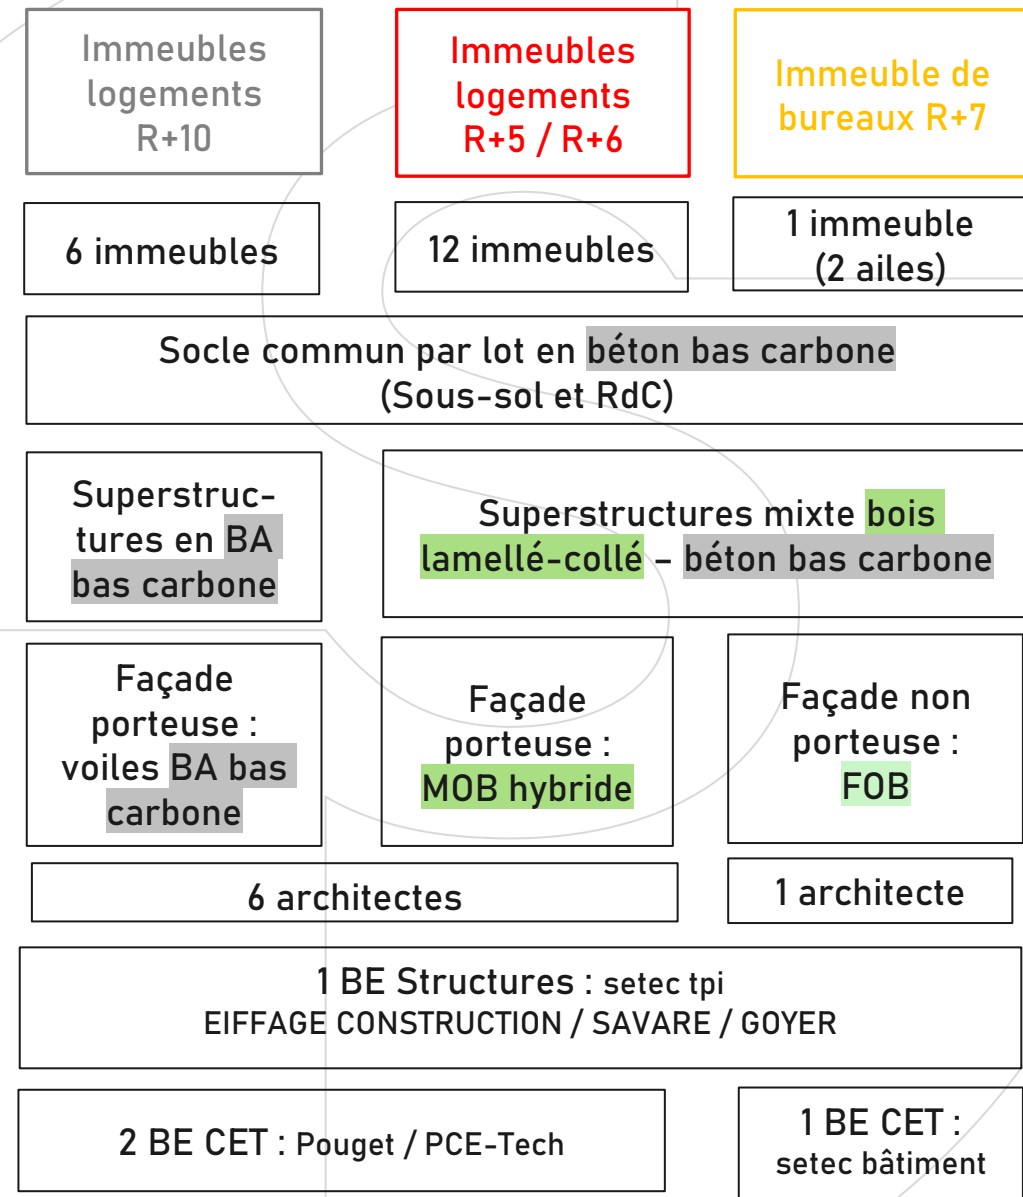 Immeubles
logements
R+10
Immeubles
logements
R+5 / R+6
Immeuble de
bureaux R+7
6 immeubles
12 immeubles
1 immeuble
(2 ailes)
Socle commun par lot en béton bas carbone
(Sous-sol et RdC)
Superstruc-
tures en BA
bas carbone
Superstructures mixte bois
lamellé-collé – béton bas carbone
Façade
porteuse :
voiles BA bas
carbone
Façade
porteuse :
MOB hybride
Façade non
porteuse :
FOB
6 architectes
1 architecte
1 BE Structures : setec tpi
EIFFAGE CONSTRUCTION / SAVARE / GOYER
2 BE CET : Pouget / PCE-Tech
1 BE CET :
setec bâtiment